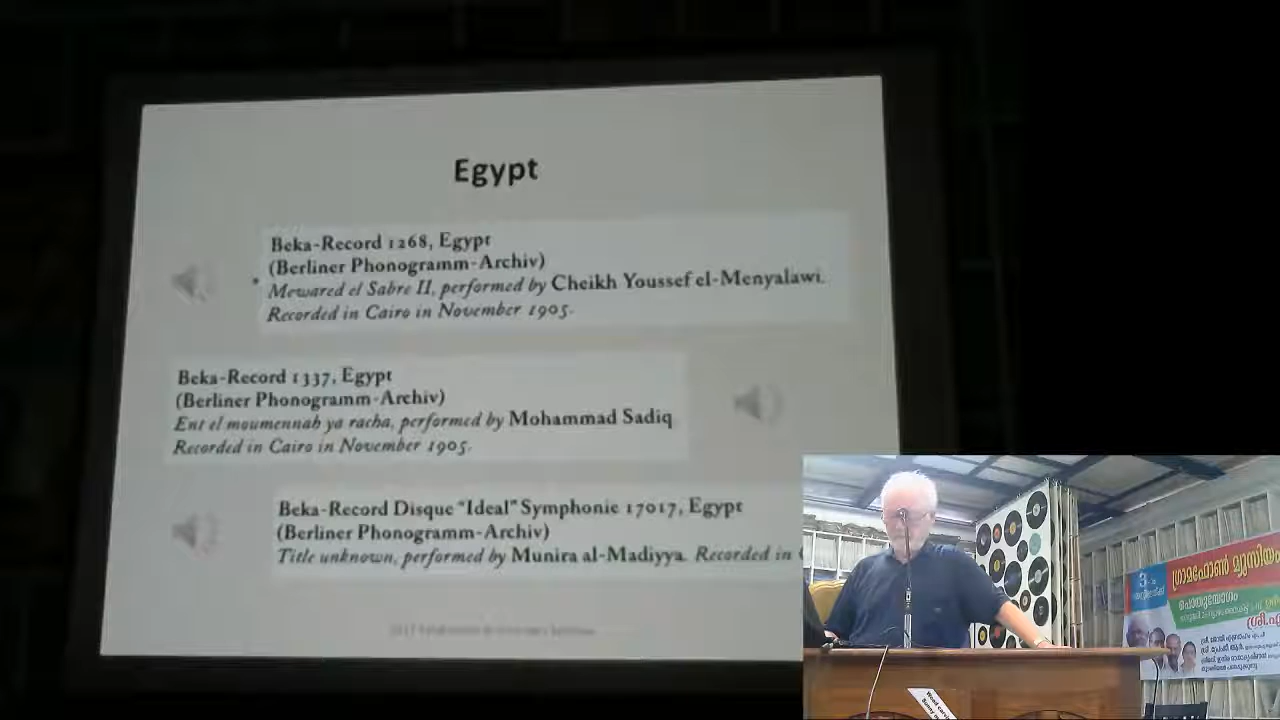 Egypt
Beka-Record 1268, Egypt
(Berliner Phonogramm-Archiv)
Mewared el Sabre II, performed by Cheikh Youssef el-Menyalawi.
Recorded in Cairo in November 1905.
Beka-Record 1337, Egypt
(Berliner Phonogramm-Archiv)
Ent el moumennah ya racha, performed by Mohammad Sadiq
Recorded in Cairo in November 1905.
Beka-Record Disque "Ideal" Symphonie 17017, Egypt
(Berliner Phonogramm-Archiv)
Title unknown, performed by Munira al-Madiyya. Recorded in
ഗ്രാമഫോൺ മ്യൂസിയം
പൊതുയോഗം